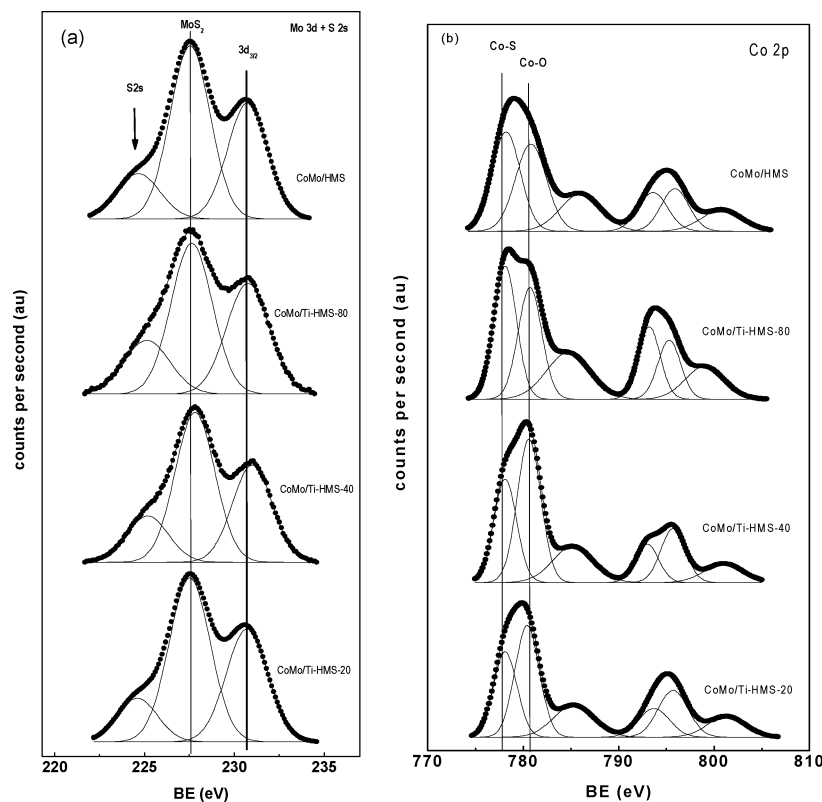 (a)
Mo 3d + S 2s
MoS2
3d3/2
S2s
CoMo/HMS
CoMo/Ti-HMS-80
CoMo/Ti-HMS-40
CoMo/Ti-HMS-20
counts per second (au)
220 225 230 235
BE (eV)
(b)
Co 2p
Co-S
Co-O
CoMo/HMS
CoMo/Ti-HMS-80
CoMo/Ti-HMS-40
CoMo/Ti-HMS-20
counts per second (au)
770 780 790 800 810
BE (eV)